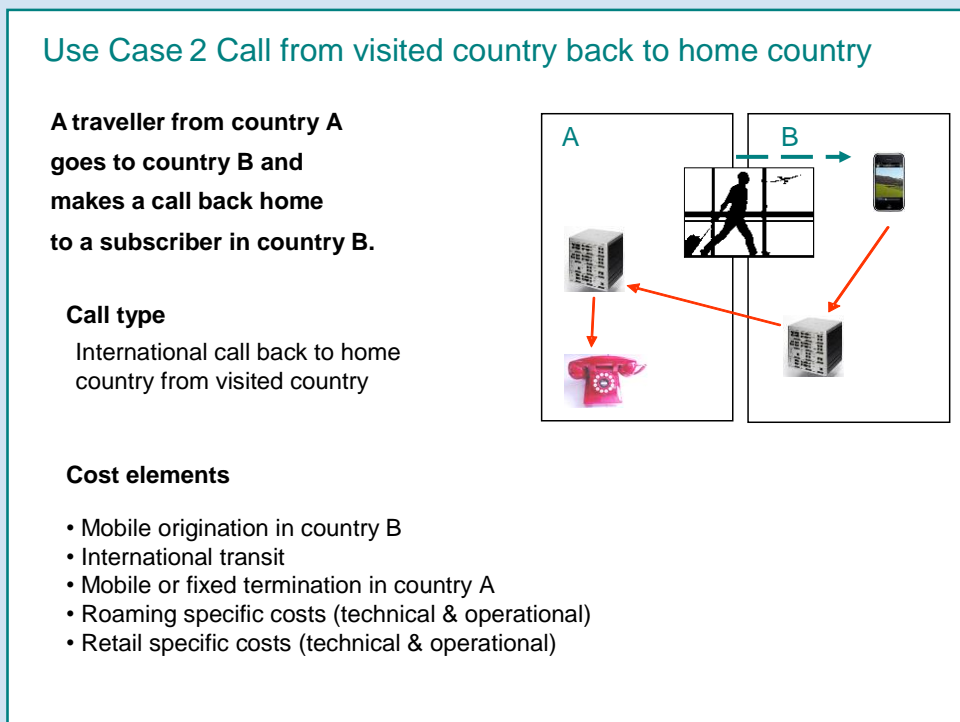 Use Case 2 Call from visited country back to home country
A traveller from country A
goes to country B and
makes a call back home
to a subscriber in country B.
A
B
Call type
International call back to home
country from visited country
Cost elements
• Mobile origination in country B
• International transit
• Mobile or fixed termination in country A
• Roaming specific costs (technical & operational)
• Retail specific costs (technical & operational)